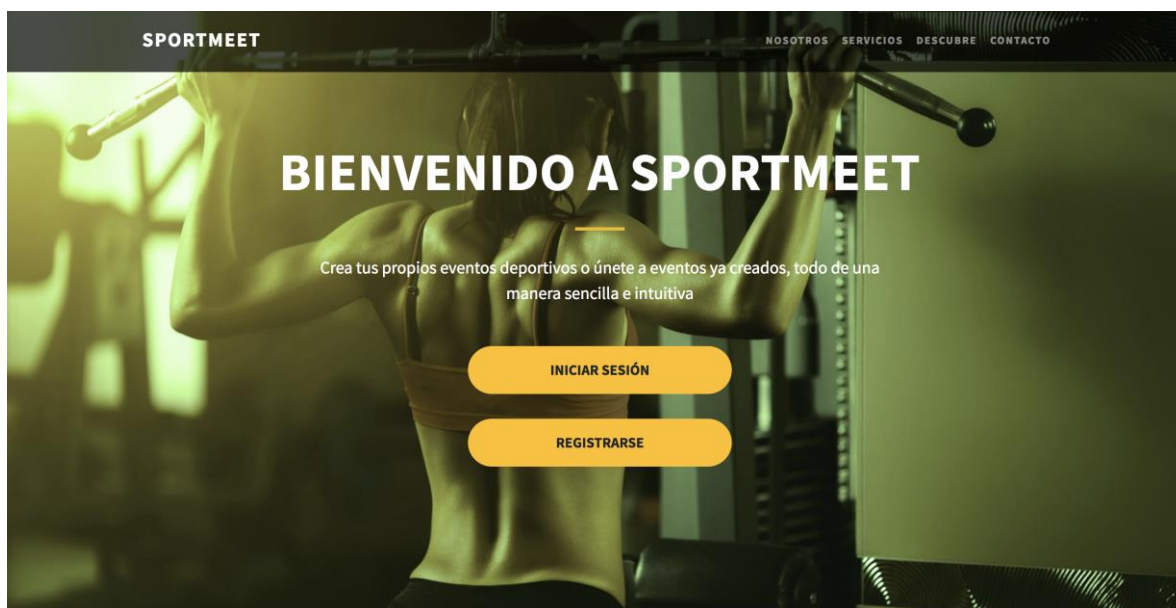 SPORTMEET
NOSOTROS SERVICIOS DESCUBRE CONTACTO
BIENVENIDO A SPORTMEET
Crea tus propios eventos deportivos o únete a eventos ya creados, todo de una
manera sencilla e intuitiva
INICIAR SESIÓN
REGISTRARSE